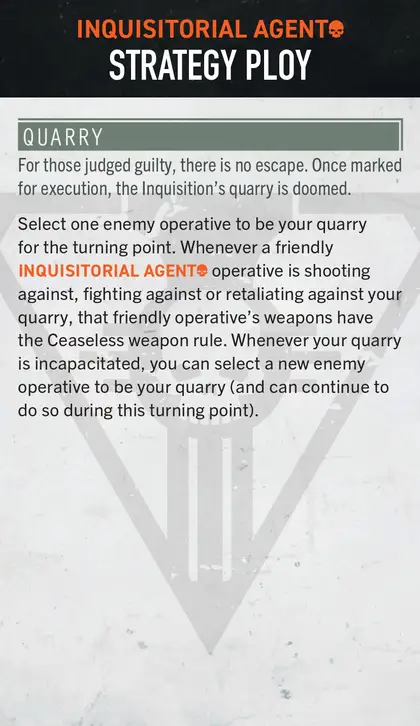 INQUISITORIAL AGENT
STRATEGY PLOY
QUARRY
For those judged guilty, there is no escape. Once marked
for execution, the Inquisition’s quarry is doomed.
Select one enemy operative to be your quarry
for the turning point. Whenever a friendly
INQUISITORIAL AGENT operative is shooting
against, fighting against or retaliating against your
quarry, that friendly operative’s weapons have
the Ceaseless weapon rule. Whenever your quarry
is incapacitated, you can select a new enemy
operative to be your quarry (and can continue to
do so during this turning point).